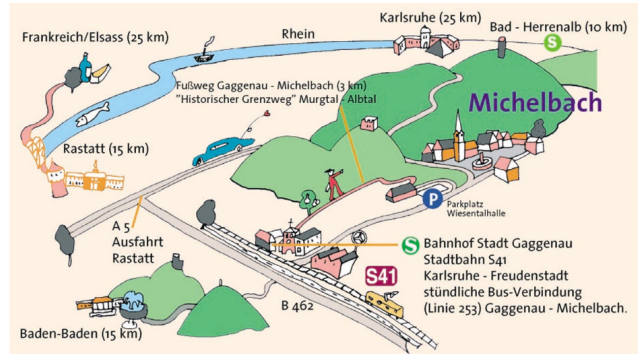 Karlsruhe (25 km)
Bad - Herrenalb (10 km)
Frankreich/Elsass (25 km)
Rhein
S
Fußweg Gaggenau - Michelbach (3 km)
"Historischer Grenzweg" Murgtal - Albtal
Michelbach
Rastatt (15 km)
P
Parkplatz
Wiesentalhalle
A 5
Ausfahrt
Rastatt
S
Bahnhof Stadt Gaggenau
Stadtbahn S41
Karlsruhe - Freudenstadt
stündliche Bus-Verbindung
(Linie 253) Gaggenau - Michelbach.
S41
B 462
Baden-Baden (15 km)